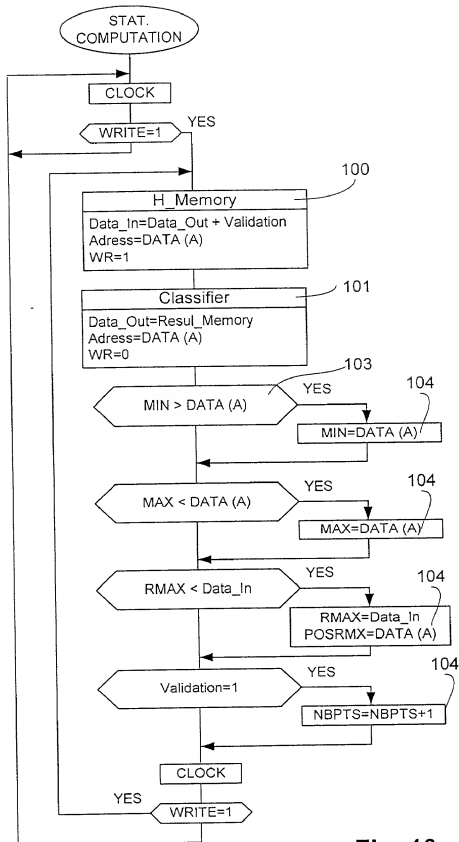 STAT.
COMPUTATION
CLOCK
WRITE=1
YES
100
H_Memory
Data_In=Data_Out + Validation
Adress=DATA (A)
WR=1
101
Classifier
Data_Out=Resul_Memory
Adress=DATA (A)
WR=0
103
MIN > DATA (A)
YES
104
MIN=DATA (A)
MAX < DATA (A)
YES
104
MAX=DATA (A)
RMAX < Data_In
YES
104
RMAX=Data_In
POSRMX=DATA (A)
Validation=1
YES
104
NBPTS=NBPTS+1
CLOCK
YES
WRITE=1